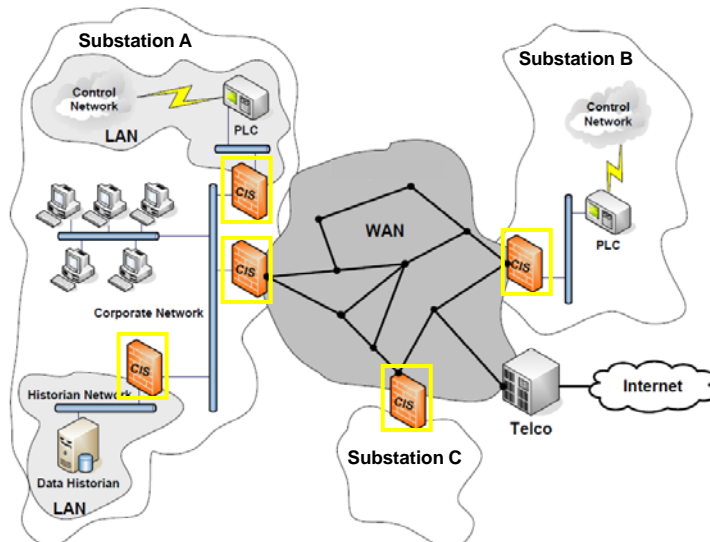 Substation A
Control
Network
PLC
LAN
CIS
CIS
Corporate Network
CIS
Historian Network
Data Historian
LAN
WAN
Substation B
Control
Network
PLC
CIS
CIS
Substation C
Telco
Internet